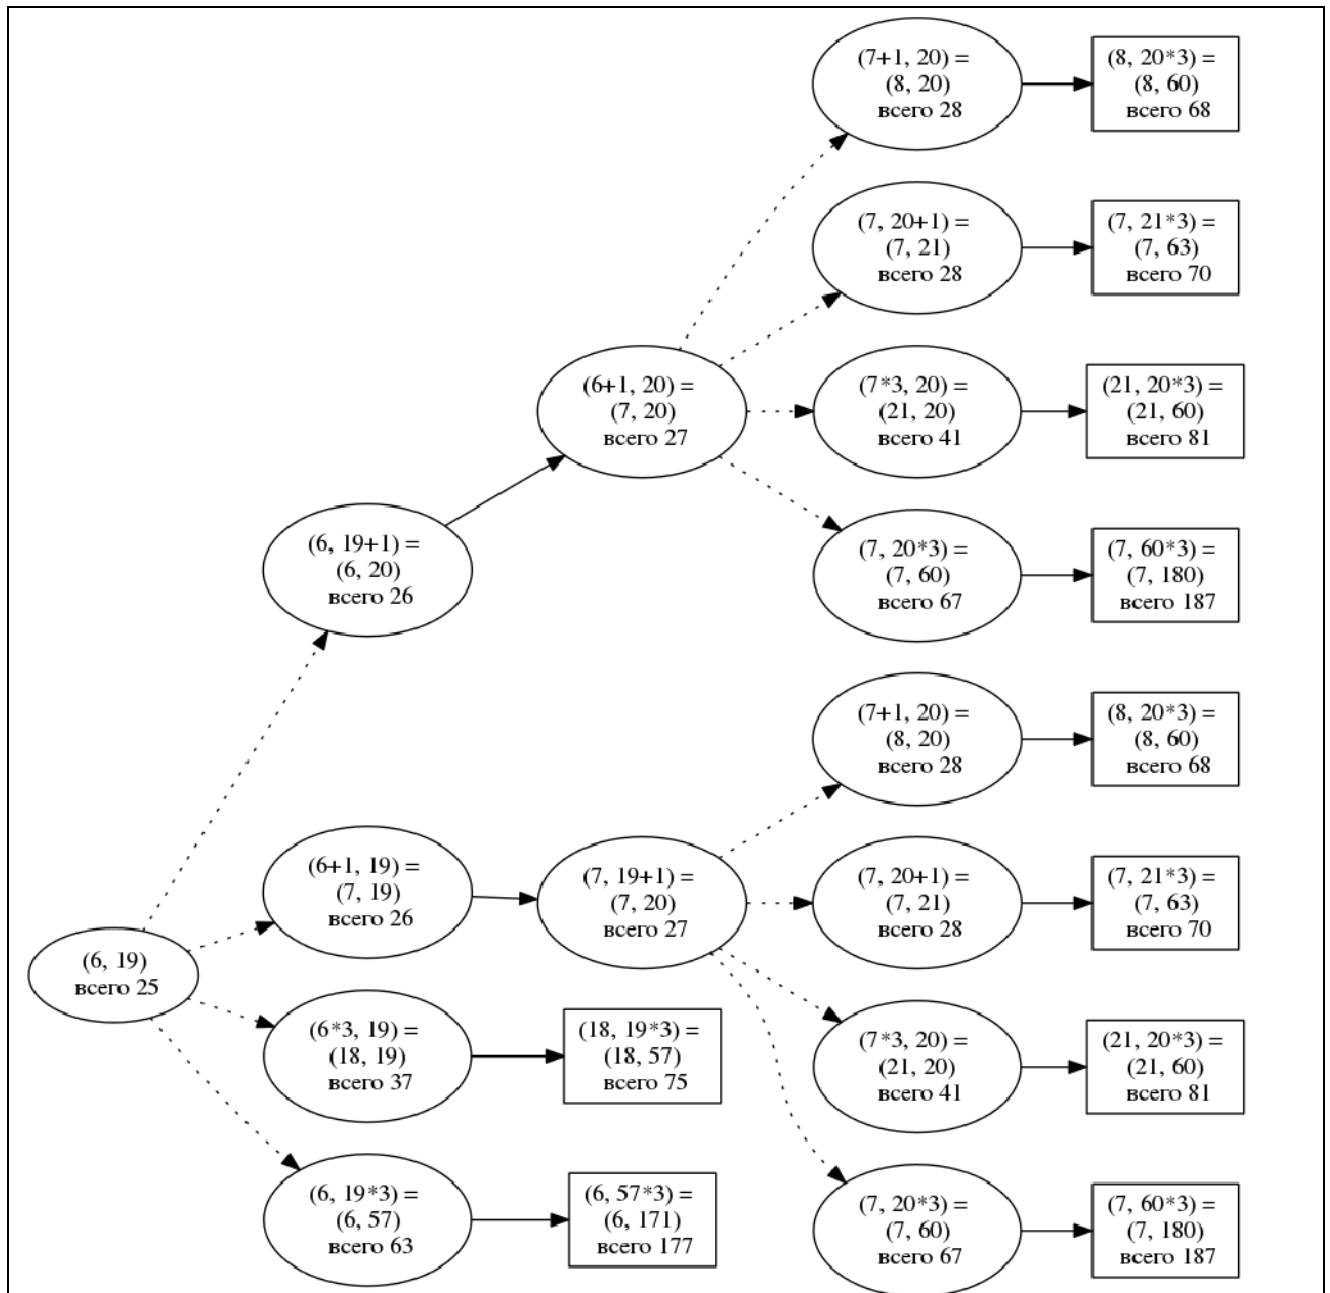 (7+1, 20) =
(8, 20)
всего 28
(8, 20*3) =
(8, 60)
всего 68
(7, 20+1) =
(7, 21)
всего 28
(7, 21*3) =
(7, 63)
всего 70
(6+1, 20) =
(7, 20)
всего 27
(7*3, 20) =
(21, 20)
всего 41
(21, 20*3) =
(21, 60)
всего 81
(6, 19+1) =
(6, 20)
всего 26
(7, 20*3) =
(7, 60)
всего 67
(7, 60*3) =
(7, 180)
всего 187
(7+1, 20) =
(8, 20)
всего 28
(8, 20*3) =
(8, 60)
всего 68
(6+1, 19) =
(7, 19)
всего 26
(7, 19+1) =
(7, 20)
всего 27
(7, 20+1) =
(7, 21)
всего 28
(7, 21*3) =
(7, 63)
всего 70
(6, 19)
всего 25
(6*3, 19) =
(18, 19)
всего 37
(18, 19*3) =
(18, 57)
всего 75
(7*3, 20) =
(21, 20)
всего 41
(21, 20*3) =
(21, 60)
всего 81
(6, 19*3) =
(6, 57)
всего 63
(6, 57*3) =
(6, 171)
всего 177
(7, 20*3) =
(7, 60)
всего 67
(7, 60*3) =
(7, 180)
всего 187